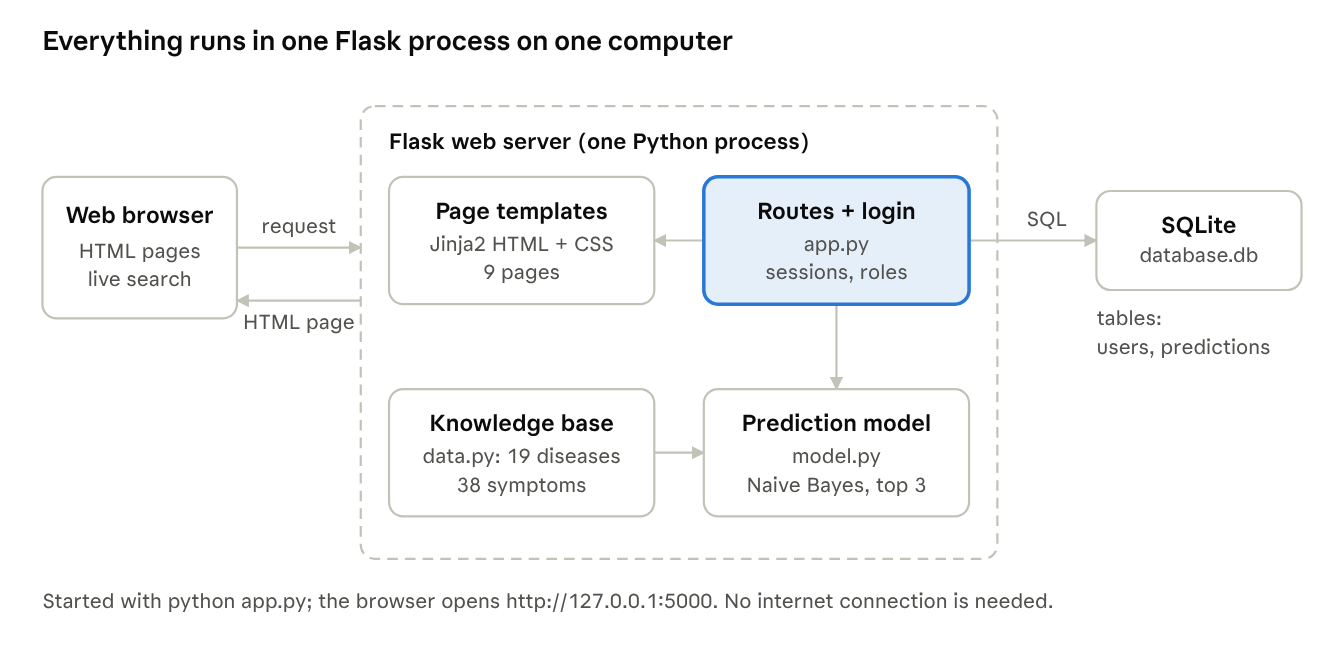 Everything runs in one Flask process on one computer
Flask web server (one Python process)
Web browser
HTML pages
live search
request
HTML page
Page templates
Jinja2 HTML + CSS
9 pages
Routes + login
app.py
sessions, roles
SQL
SQLite
database.db
tables:
users, predictions
Knowledge base
data.py: 19 diseases
38 symptoms
Prediction model
model.py
Naive Bayes, top 3
Started with python app.py; the browser opens http://127.0.0.1:5000. No internet connection is needed.